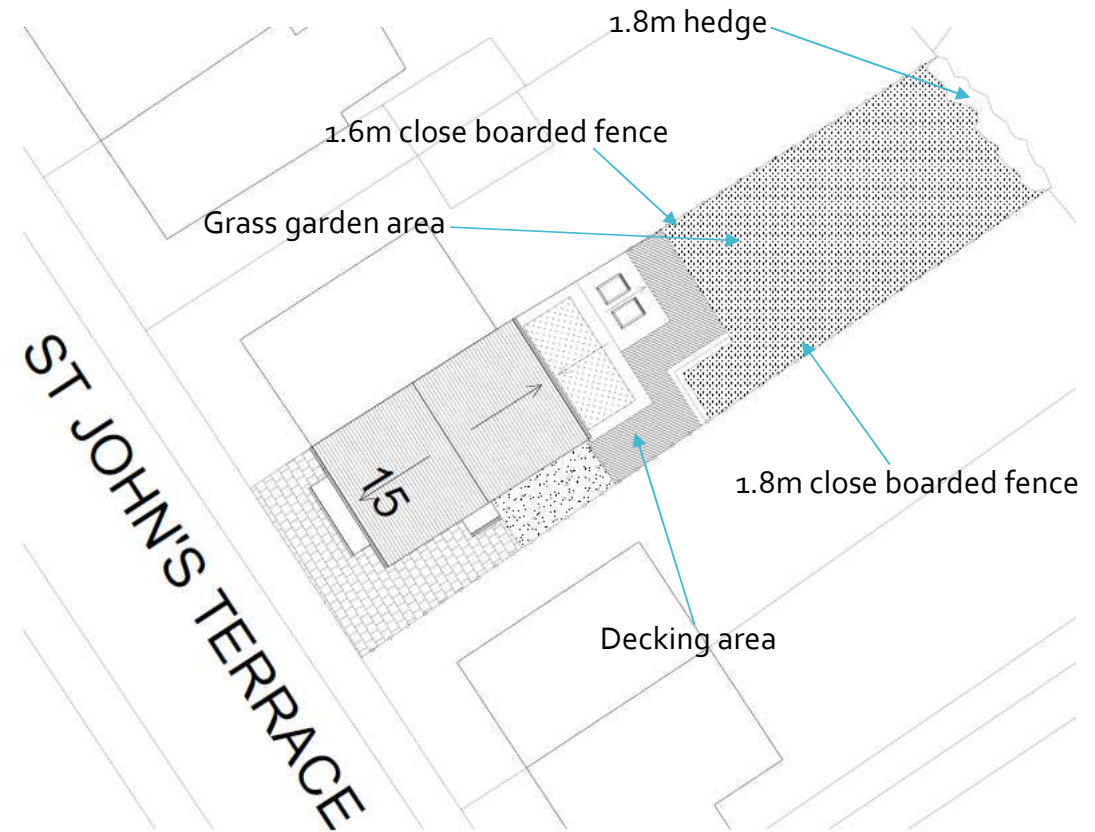 1.8m hedge
1.6m close boarded fence
Grass garden area
ST JOHN'S TERRACE
15
1.8m close boarded fence
Decking area